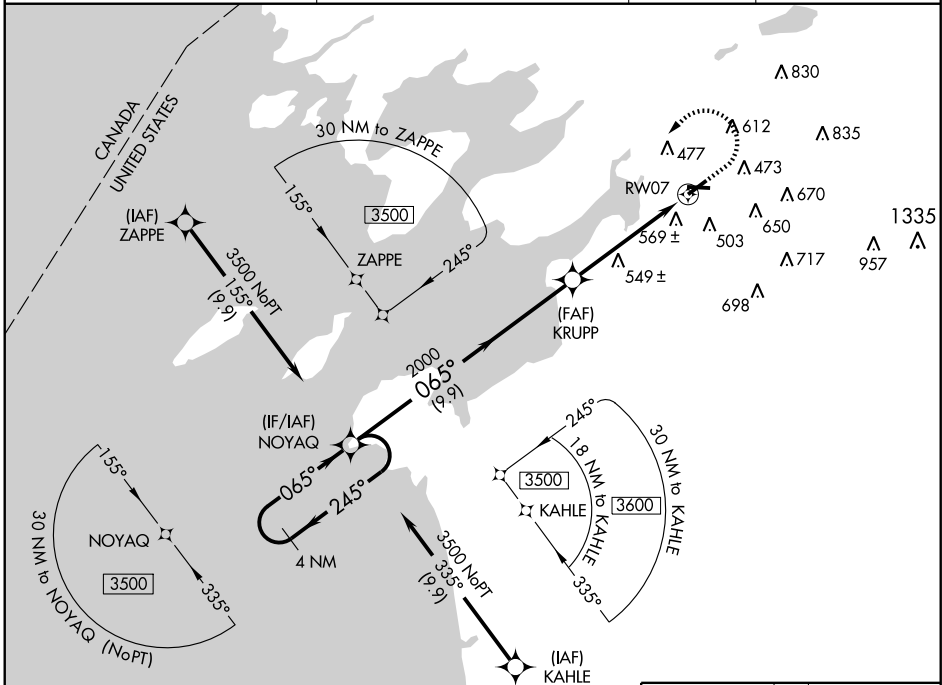 830
612
835
477
473
RW07
670
650
1335
569 ±
503
717
957
549 ±
698
CANADA
UNITED STATES
30 NM to ZAPPE
155°
3500
245°
ZAPPE
(IAF)
ZAPPE
3500 NoPT
155°
(9.9)
(FAF)
KRUPP
2000
065°
(9.9)
(IF/IAF)
NOYAQ
065°
245°
4 NM
155°
NOYAQ
3500
335°
30 NM to NOYAQ (NoPT)
245°
3500
KAHLE
18 NM to KAHLE
3600
30 NM to KAHLE
335°
3500 NoPT
335°
(9.9)
(IAF)
KAHLE